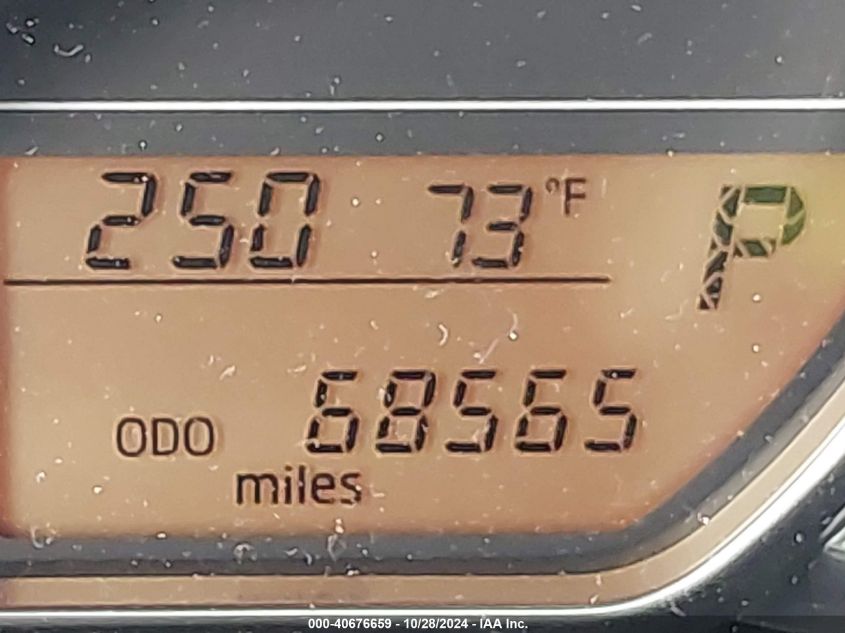 250 73 °F P
ODO 68565
miles
000-40676659 - 10/28/2024 - IAA Inc.